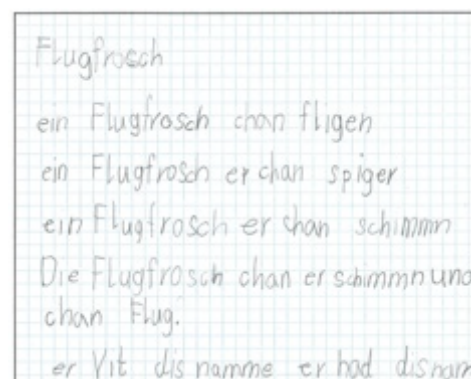 Flugfrosch
ein Flugfrosch chan fligen
ein Flugfrosch er chan spiger
ein Flugfrosch er chan schimmn
Die Flugfrosch chan er schimmn und
chan Flug.
er Vit dis namme er hod disnam